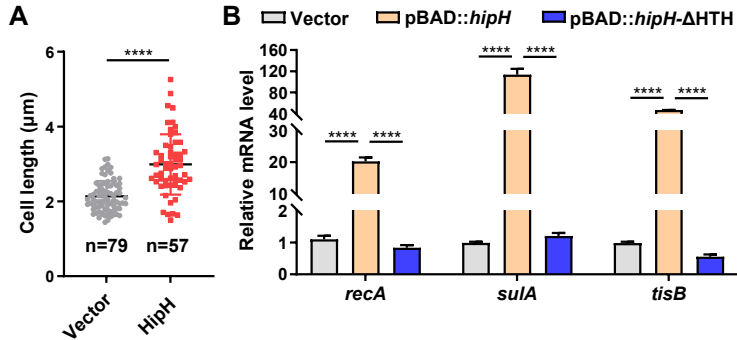 A
Cell length (μm)
6
4
2
0
****
n=79 n=57
Vector HipH
B
Vector pBAD::hipH pBAD::hipH-ΔHTH
Relative mRNA level
160
120
80
40
30
20
10
2
1
0
**** ****
**** ****
**** ****
recA sulA tisB